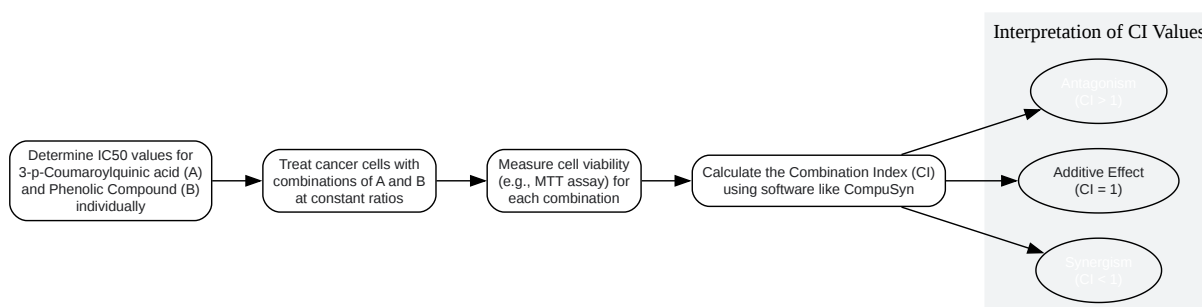 Interpretation of CI Values
Antagonism
(CI > 1)
Determine IC50 values for
3-p-Coumaroylquinic acid (A)
and Phenolic Compound (B)
individually
Treat cancer cells with
combinations of A and B
at constant ratios
Measure cell viability
(e.g., MTT assay) for
each combination
Calculate the Combination Index (CI)
using software like CompuSyn
Additive Effect
(CI = 1)
Synergism
(CI < 1)